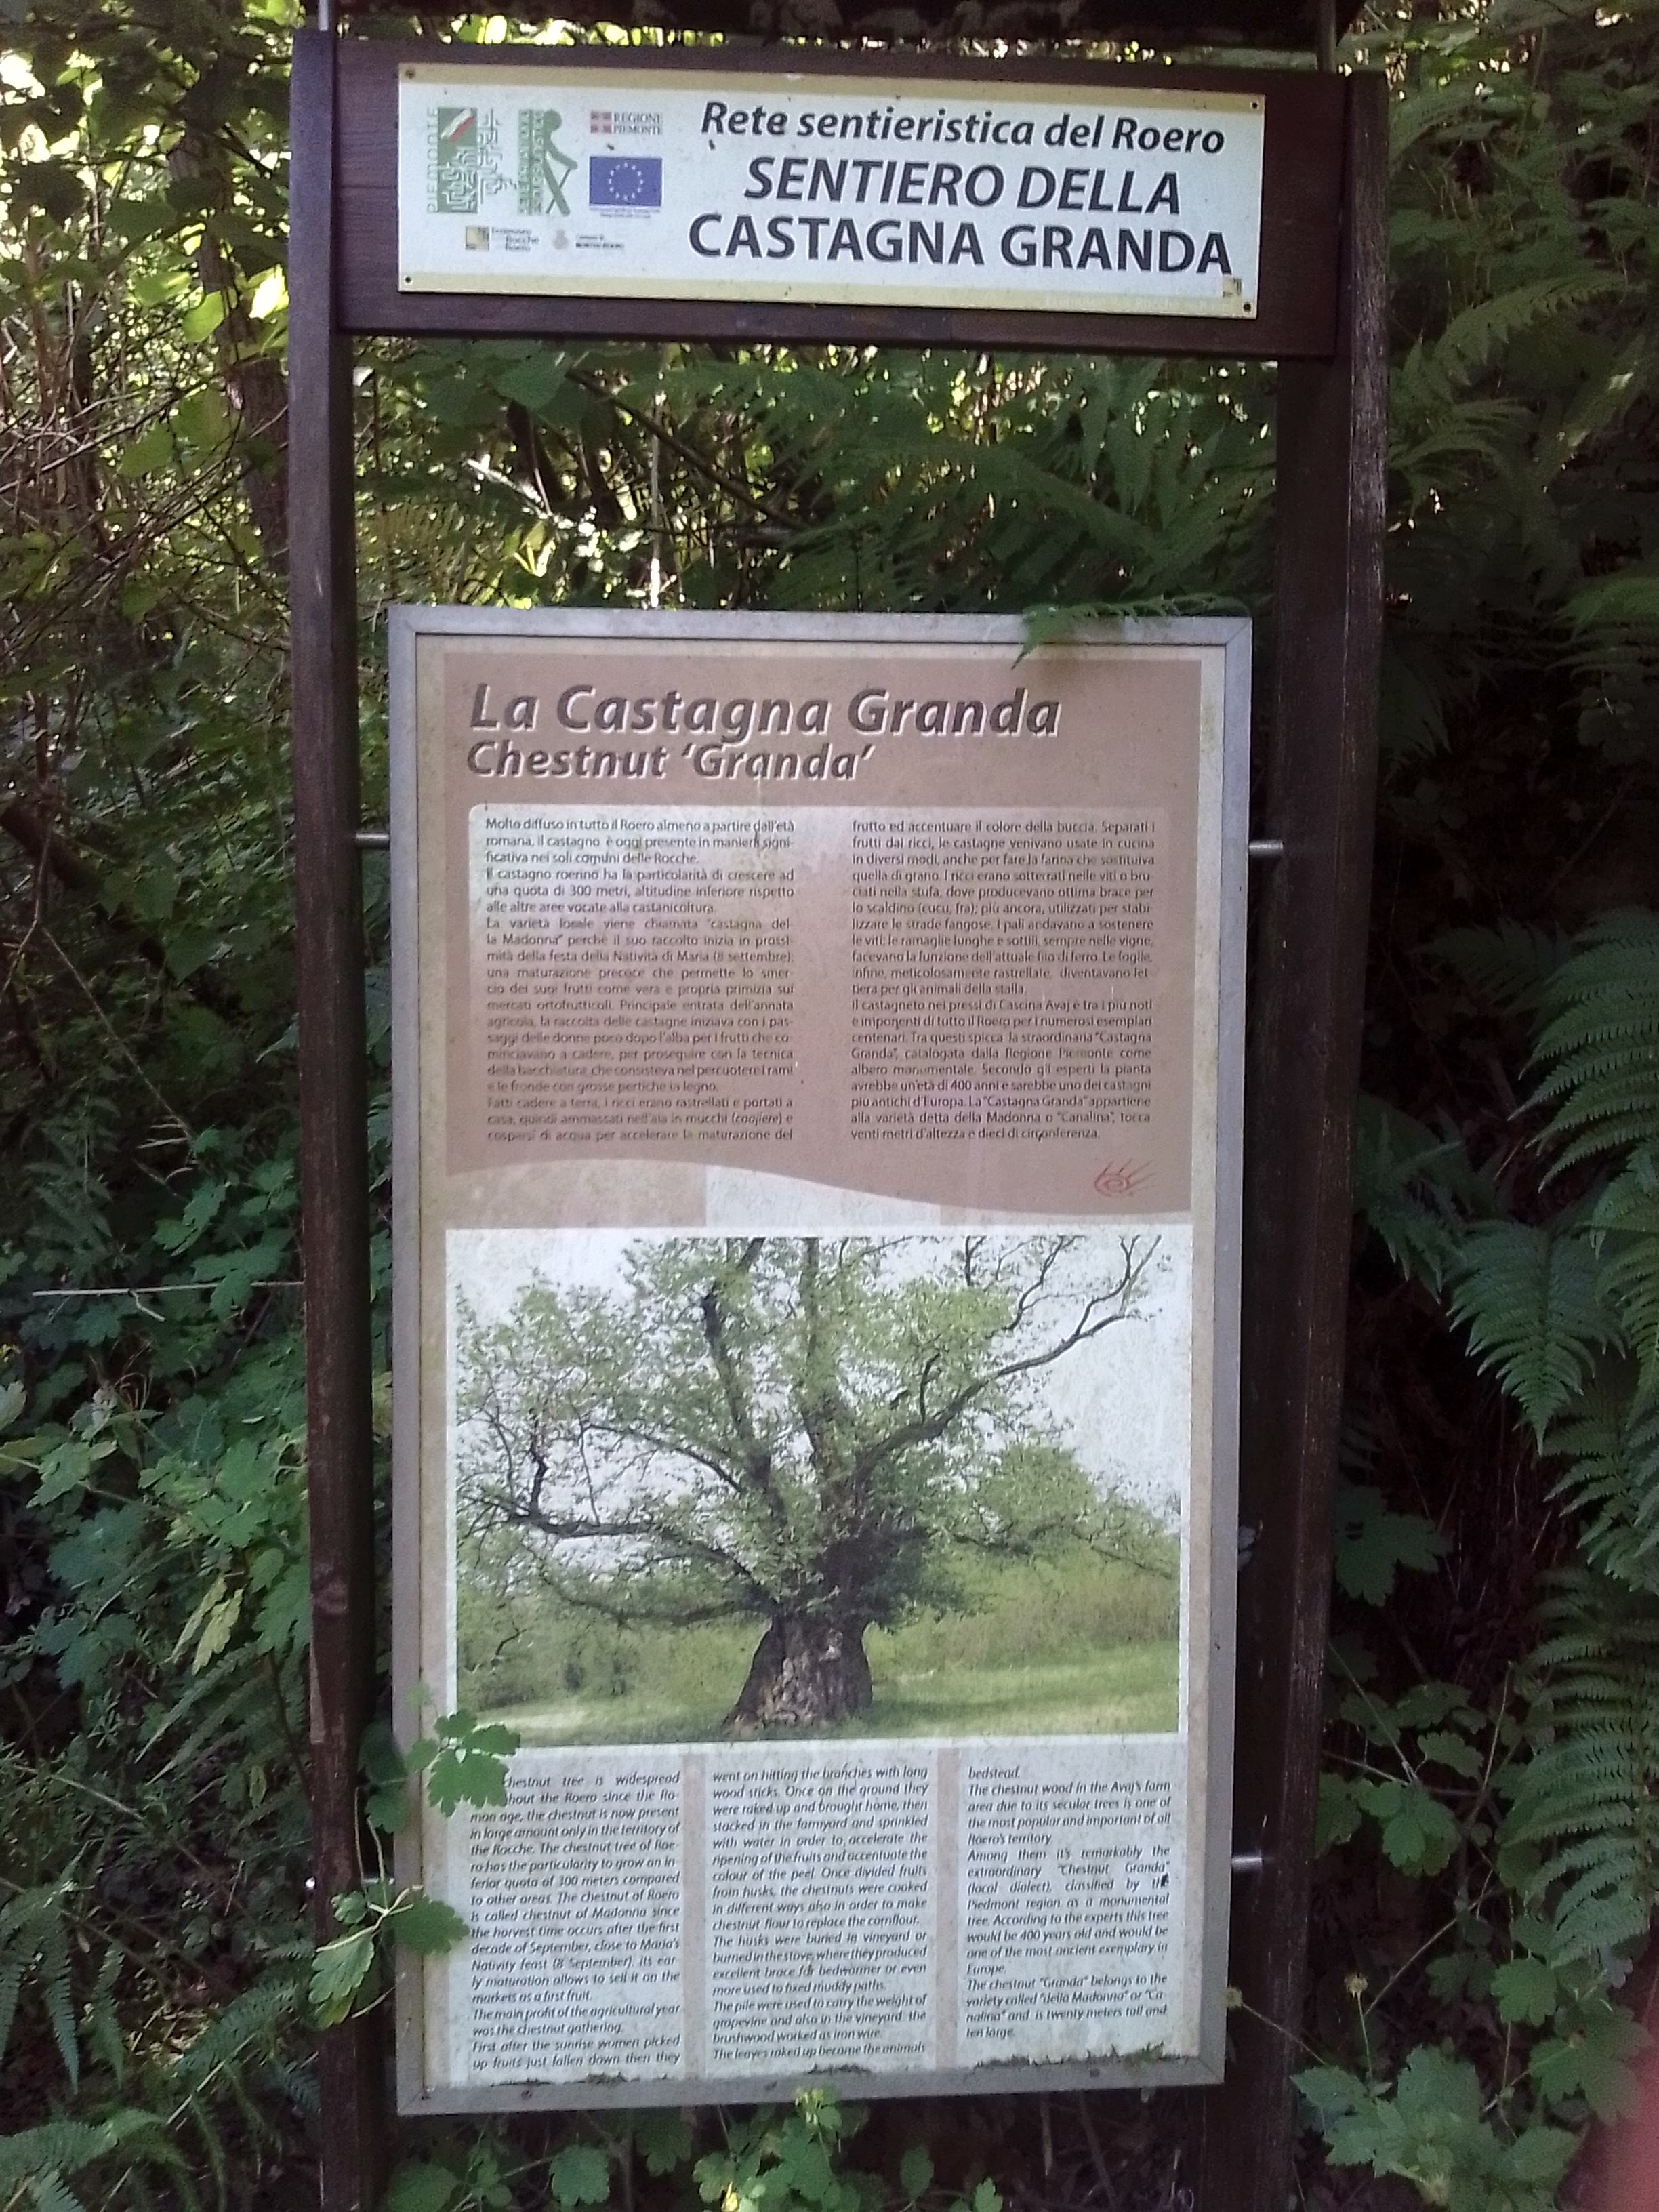 PIEMONTE
REGIONE
PIEMONTE
Rete sentieristica del Roero
SENTIERO DELLA
CASTAGNA GRANDA
Ecomuseo
Rocche
Roero
La Castagna Granda
Chestnut ‘Granda’
Molto diffuso in tutto il Roero almeno a partire dall'età
romana, il castagno è oggi presente in maniera signi-
ficativa nei soli comuni delle Rocche.
Il castagno roerino ha la particolarità di crescere ad
una quota di 300 metri, altitudine inferiore rispetto
alle altre aree vocate alla castanicoltura.
La varietà locale viene chiamata "castagna del-
la Madonna" perchè il suo raccolto inizia in prossi-
mità della festa della Natività di Maria (8 settembre):
una maturazione precoce che permette lo smer-
cio dei suoi frutti come vera e propria primizia sui
mercati ortofrutticoli. Principale entrata dell'annata
agricola, la raccolta delle castagne iniziava con i pas-
saggi delle donne poco dopo l'alba per i frutti che co-
minciavano a cadere, per proseguire con la tecnica
della bacchiatura che consisteva nel percuotere i rami
e le fronde con grosse pertiche in legno.
Fatti cadere a terra, i ricci erano rastrellati e portati a
casa, quindi ammassati nell'aia in mucchi (coojiere) e
cosparsi di acqua per accelerare la maturazione del
frutto ed accentuare il colore della buccia. Separati i
frutti dai ricci, le castagne venivano usate in cucina
in diversi modi, anche per fare la farina che sostituiva
quella di grano. I ricci erano sotterrati nelle viti o bru-
ciati nella stufa, dove producevano ottima brace per
lo scaldino (cucu, fra); più ancora, utilizzati per stabi-
lizzare le strade fangose. I pali andavano a sostenere
le viti; le ramaglie lunghe e sottili, sempre nelle vigne,
facevano la funzione dell'attuale filo di ferro. Le foglie,
infine, meticolosamente rastrellate, diventavano let-
tiera per gli animali della stalla.
Il castagneto nei pressi di Cascina Avaj è tra i più noti
e imponenti di tutto il Roero per i numerosi esemplari
centenari. Tra questi spicca la straordinaria "Castagna
Granda", catalogata dalla Regione Piemonte come
albero monumentale. Secondo gli esperti la pianta
avrebbe un'età di 400 anni e sarebbe uno dei castagni
più antichi d'Europa. La "Castagna Granda" appartiene
alla varietà detta della Madonna o "Canalina", tocca
venti metri d'altezza e dieci di circonferenza.
chestnut tree is widespread
hout the Roero since the Ro-
man age, the chestnut is now present
in large amount only in the territory of
the Rocche. The chestnut tree of Roe-
ro has the particularity to grow an in-
ferior quota of 300 meters compared
to other areas. The chestnut of Roero
is called chestnut of Madonna since
the harvest time occurs after the first
decade of September, close to Maria's
Nativity feast (8 September). Its ear-
ly maturation allows to sell it on the
markets as a first fruit.
The main profit of the agricultural year
was the chestnut gathering.
First after the sunrise women picked
up fruits just fallen down then they
went on hitting the branches with long
wood sticks. Once on the ground they
were raked up and brought home, then
stacked in the farmyard and sprinkled
with water in order to accelerate the
ripening of the fruits and accentuate the
colour of the peel. Once divided fruits
from husks, the chestnuts were cooked
in different ways also in order to make
chestnut flour to replace the cornflour.
The husks were buried in vineyard or
burned in the stove, where they produced
excellent brace for bedwarmer or even
more used to fixed muddy paths.
The pile were used to carry the weight of
grapevine and also in the vineyard the
brushwood worked as iron wire.
The leaves raked up became the animals
bedstead.
The chestnut wood in the Avaj's farm
area due to its secular trees is one of
the most popular and important of all
Roero's territory.
Among them it's remarkably the
extraordinary "Chestnut Granda"
(local dialect), classified by the
Piedmont region as a monumental
tree. According to the experts this tree
would be 400 years old and would be
one of the most ancient exemplary in
Europe.
The chestnut "Granda" belongs to the
variety called "della Madonna" or "Ca-
nalina" and is twenty meters tall and
ten large.